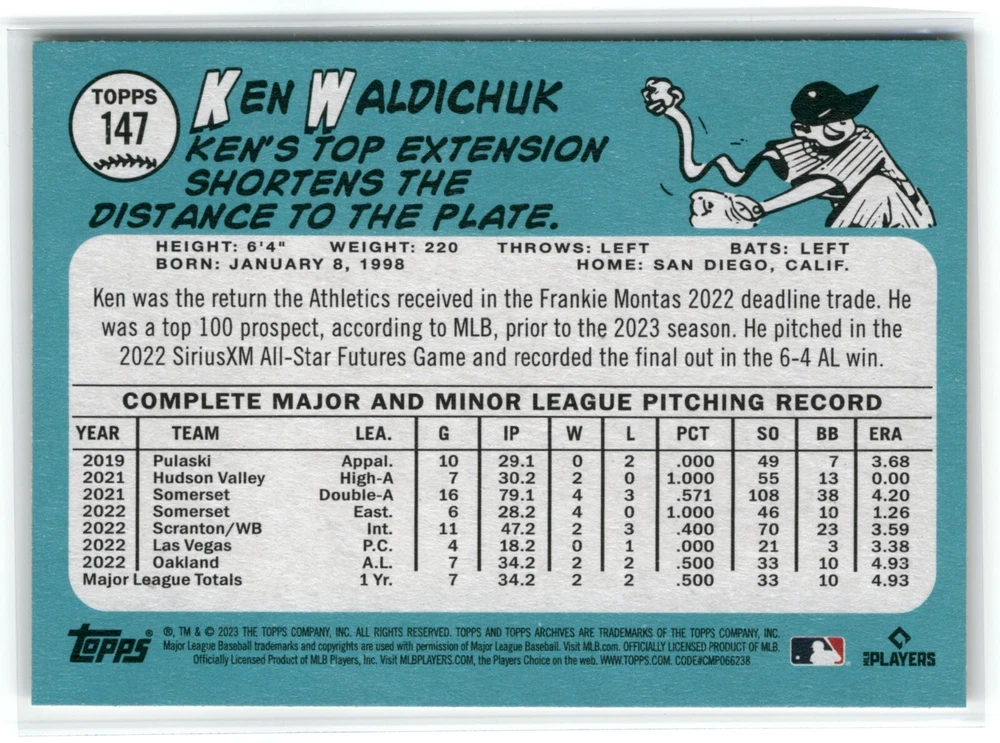 TOPPS
147
KEN WALDICHUK
KEN'S TOP EXTENSION
SHORTENS THE
DISTANCE TO THE PLATE.
HEIGHT: 6'4" WEIGHT: 220 THROWS: LEFT BATS: LEFT
BORN: JANUARY 8, 1998 HOME: SAN DIEGO, CALIF.
Ken was the return the Athletics received in the Frankie Montas 2022 deadline trade. He
was a top 100 prospect, according to MLB, prior to the 2023 season. He pitched in the
2022 SiriusXM All-Star Futures Game and recorded the final out in the 6-4 AL win.
COMPLETE MAJOR AND MINOR LEAGUE PITCHING RECORD
YEAR TEAM LEA. G IP W L PCT SO BB ERA
2019 Pulaski Appal. 10 29.1 0 2 .000 49 7 3.68
2021 Hudson Valley High-A 7 30.2 2 0 1.000 55 13 0.00
2021 Somerset Double-A 16 79.1 4 3 .571 108 38 4.20
2022 Somerset East. 6 28.2 4 0 1.000 46 10 1.26
2022 Scranton/WB Int. 11 47.2 2 3 .400 70 23 3.59
2022 Las Vegas P.C. 4 18.2 0 1 .000 21 3 3.38
2022 Oakland A.L. 7 34.2 2 2 .500 33 10 4.93
Major League Totals 1 Yr. 7 34.2 2 2 .500 33 10 4.93
topps®
®, TM & © 2023 THE TOPPS COMPANY, INC. ALL RIGHTS RESERVED. TOPPS AND TOPPS ARCHIVES ARE TRADEMARKS OF THE TOPPS COMPANY, INC.
Major League Baseball trademarks and copyrights are used with permission of Major League Baseball. Visit MLB.com. OFFICIALLY LICENSED PRODUCT OF MLB.
Officially Licensed Product of MLB Players, Inc. Visit MLBPLAYERS.COM, the Players Choice on the web. WWW.TOPPS.COM. CODE#CMP066238
MLB PLAYERS